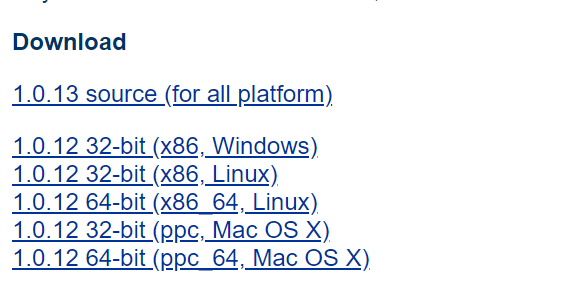 Download
1.0.13 source (for all platform)
1.0.12 32-bit (x86, Windows)
1.0.12 32-bit (x86, Linux)
1.0.12 64-bit (x86_64, Linux)
1.0.12 32-bit (ppc, Mac OS X)
1.0.12 64-bit (ppc_64, Mac OS X)